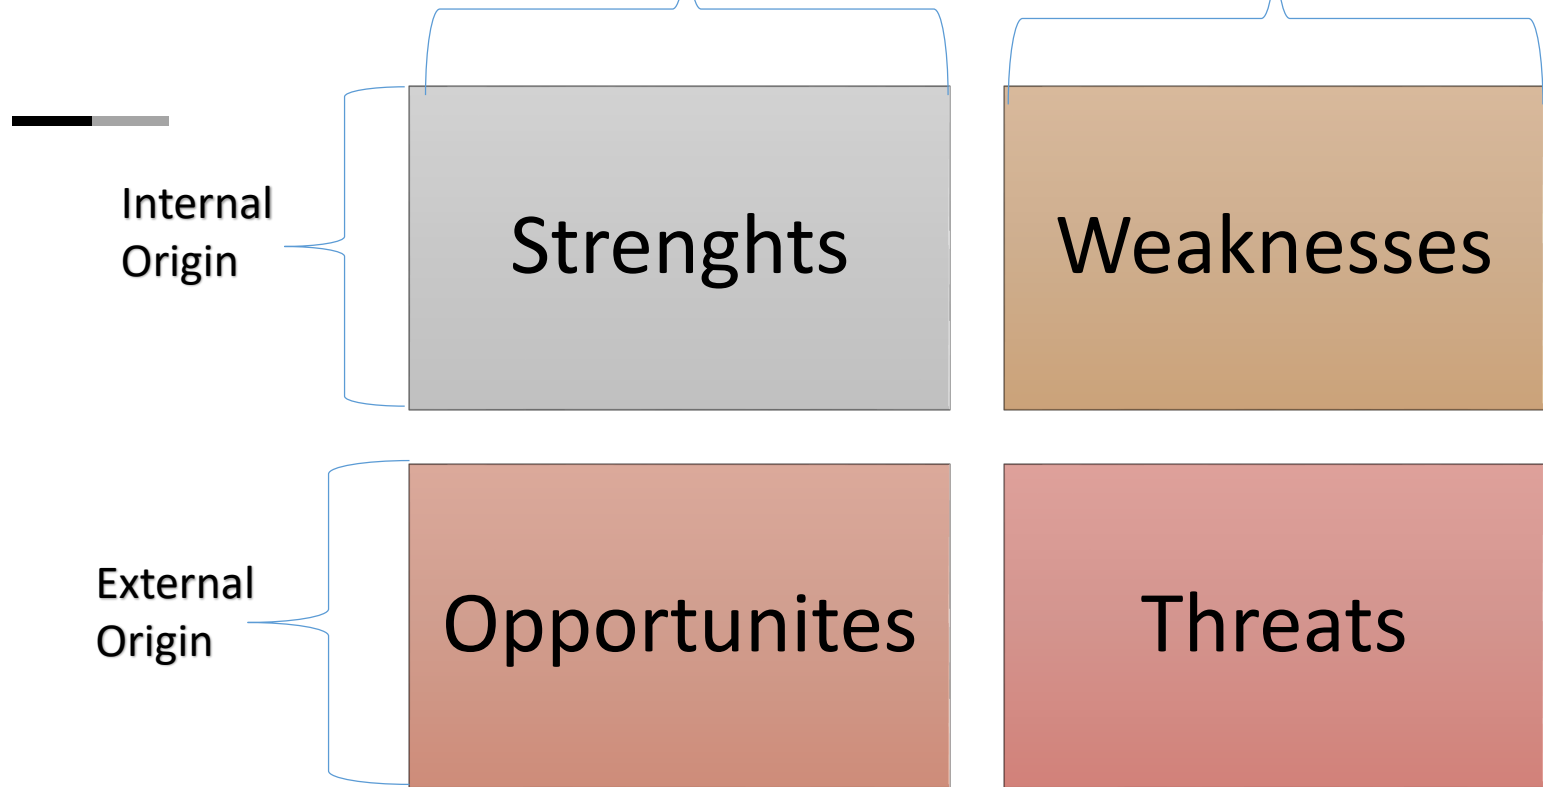 Internal
Origin
Strenghts
Weaknesses
External
Origin
Opportunites
Threats